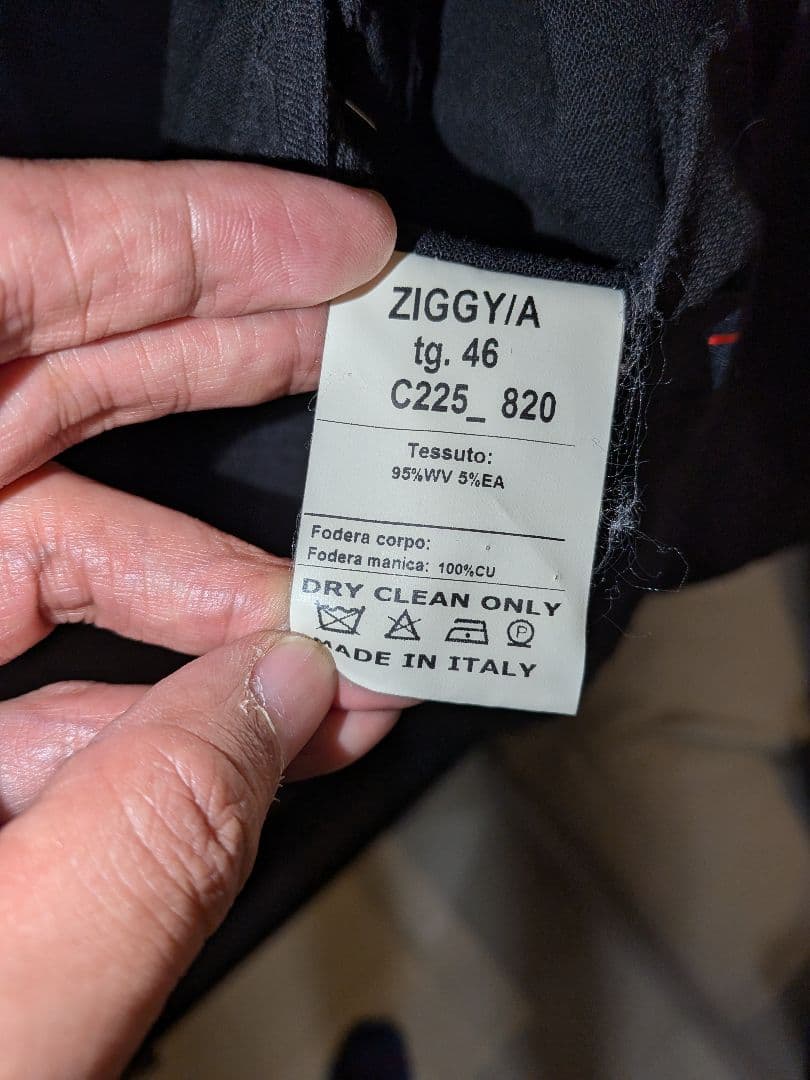 ZIGGY/A
tg. 46
C225_ 820
Tessuto:
95%WV 5%EA
Fodera corpo:
Fodera manica: 100%CU
DRY CLEAN ONLY
P
MADE IN ITALY